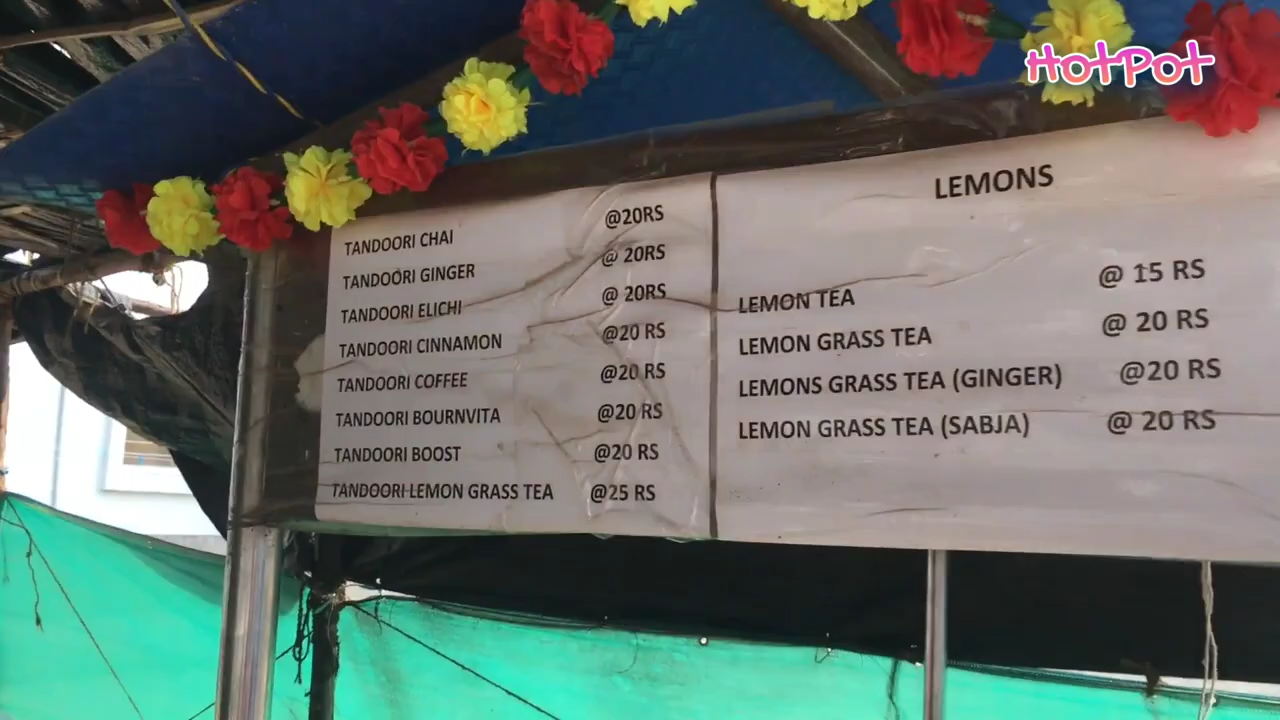 HotPot
TANDOORI CHAI @20RS
TANDOORI GINGER @ 20RS
TANDOORI ELICHI @ 20RS
TANDOORI CINNAMON @20 RS
TANDOORI COFFEE @20 RS
TANDOORI BOURNVITA @20 RS
TANDOORI BOOST @20 RS
TANDOORI LEMON GRASS TEA @25 RS
LEMONS
LEMON TEA @ 15 RS
LEMON GRASS TEA @ 20 RS
LEMONS GRASS TEA (GINGER) @20 RS
LEMON GRASS TEA (SABJA) @ 20 RS